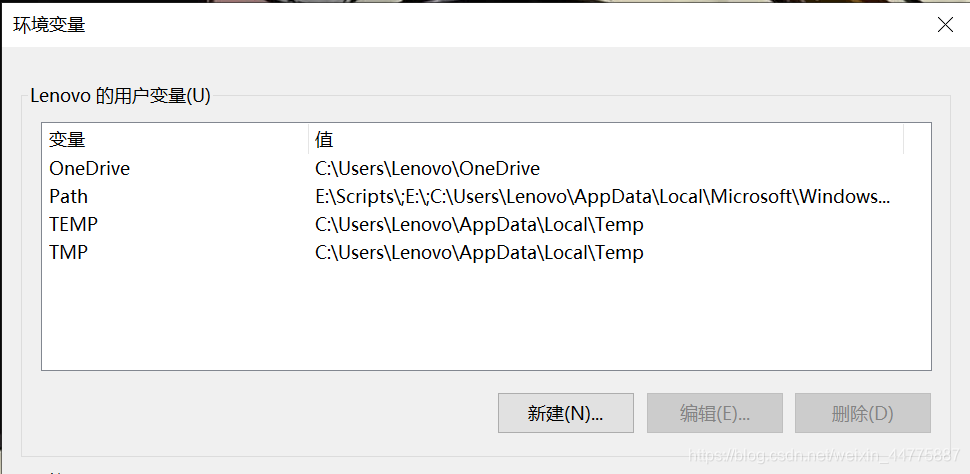 环境变量
Lenovo 的用户变量(U)
变量 值
OneDrive C:\Users\Lenovo\OneDrive
Path E:\Scripts\;E:\;C:\Users\Lenovo\AppData\Local\Microsoft\Windows...
TEMP C:\Users\Lenovo\AppData\Local\Temp
TMP C:\Users\Lenovo\AppData\Local\Temp
新建(N)... 编辑(E)... 删除(D)
https://blog.csdn.net/weixin_44775887